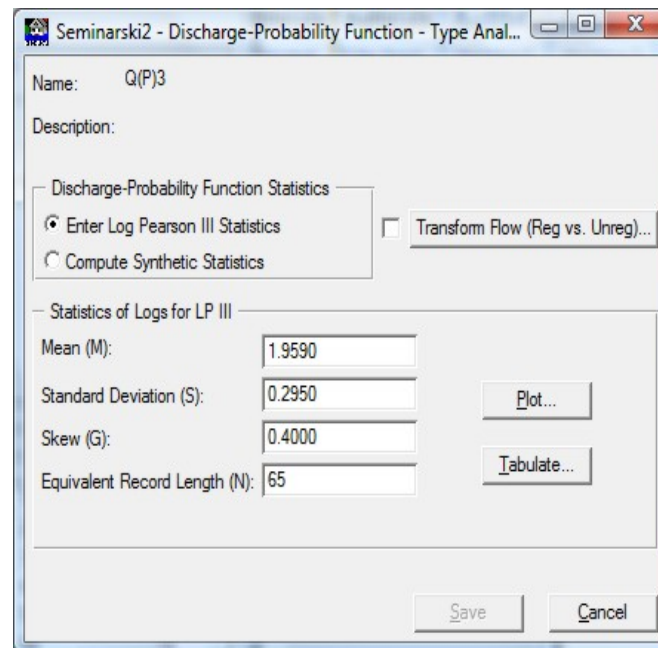 Seminarski2 - Discharge-Probability Function - Type Anal...
Name: Q(P)3
Description:
Discharge-Probability Function Statistics
Enter Log Pearson III Statistics
Transform Flow (Reg vs. Unreg)...
Compute Synthetic Statistics
Statistics of Logs for LP III
Mean (M): 1.9590
Standard Deviation (S): 0.2950
Plot...
Skew (G): 0.4000
Tabulate...
Equivalent Record Length (N): 65
Save Cancel